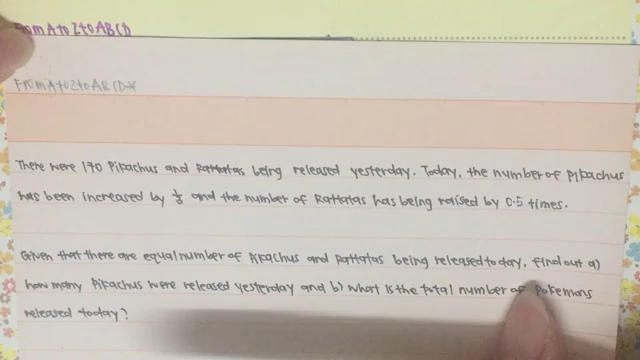 From A to Z to ABCD
From A to Z to ABCD*
There were 170 Pikachus and Rattatas being released yesterday. Today, the number of Pikachus
has been increased by 1/3 and the number of Rattatas has being raised by 0.5 times.
Given that there are equal number of Pikachus and Rattatas being released today, find out a)
how many Pikachus were released yesterday and b) what is the total number of Pokemons
released today?